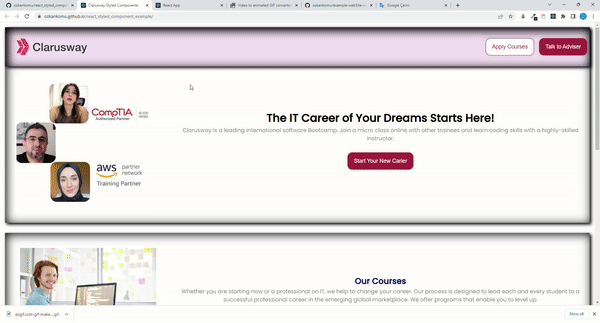 ozkankomu/react_styled_comp
Clarusway Styled Components
React App
Video to animated GIF converter
ozkankomu/example-webSite-
Google Çeviri
ozkankomu.github.io/react_styled_component_example/
Clarusway
Apply Courses
Talk to Adviser
CompTIA
Authorized Partner
The IT Career of Your Dreams Starts Here!
Clarusway is a leading international software Bootcamp. Join a micro class online with other trainees and learn coding skills with a highly-skilled
instructor.
aws partner
network
Training Partner
Start Your New Carier
Our Courses
Whether you are starting now or a professional on IT, we help to change your career. Our process is designed to lead each and every student to a
successful professional career in the emerging global marketplace. We offer programs that enable you to level up.
ezgif.com-gif-make....gif